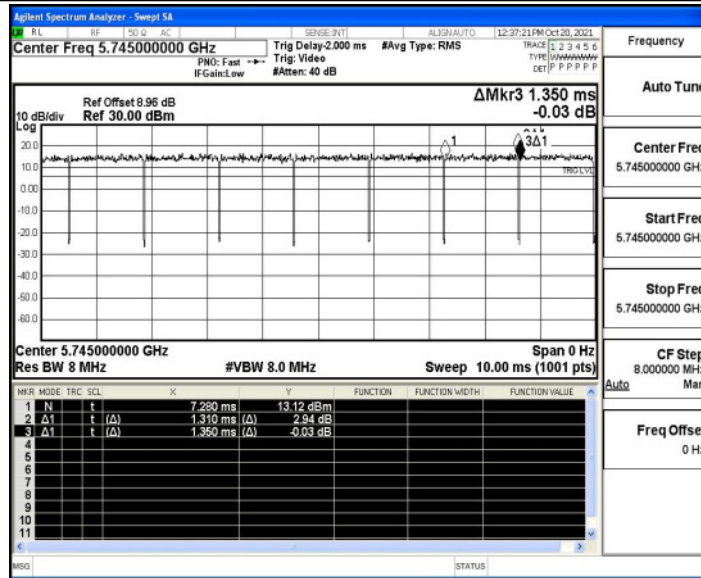 Agilent Spectrum Analyzer - Swept SA
RL RF 50 Ω AC SENSE:INT ALIGN AUTO 12:37:21 PM Oct 20, 2021
Center Freq 5.745000000 GHz
PNO: Fast
IFGain:Low
Trig Delay-2.000 ms
Trig: Video
#Atten: 40 dB
#Avg Type: RMS
TRACE 1 2 3 4 5 6
TYPE WWWWWW
DET P P P P P P
Ref Offset 8.96 dB
10 dB/div Ref 30.00 dBm
Log
ΔMkr3 1.350 ms
-0.03 dB
20.0
10.0
0.00
-10.0
-20.0
-30.0
-40.0
-50.0
-60.0
1
3Δ1
TRIG LVL
Center 5.745000000 GHz Span 0 Hz
Res BW 8 MHz #VBW 8.0 MHz Sweep 10.00 ms (1001 pts)
MKR MODE TRC SCL X Y FUNCTION FUNCTION WIDTH FUNCTION VALUE
1 N t 7.280 ms 13.12 dBm
2 Δ1 t (Δ) 1.310 ms (Δ) 2.94 dB
3 Δ1 t (Δ) 1.350 ms (Δ) -0.03 dB
4
5
6
7
8
9
10
11
MSG STATUS
Frequency
Auto Tune
Center Freq
5.745000000 GHz
Start Freq
5.745000000 GHz
Stop Freq
5.745000000 GHz
CF Step
8.000000 MHz
Auto Man
Freq Offset
0 Hz